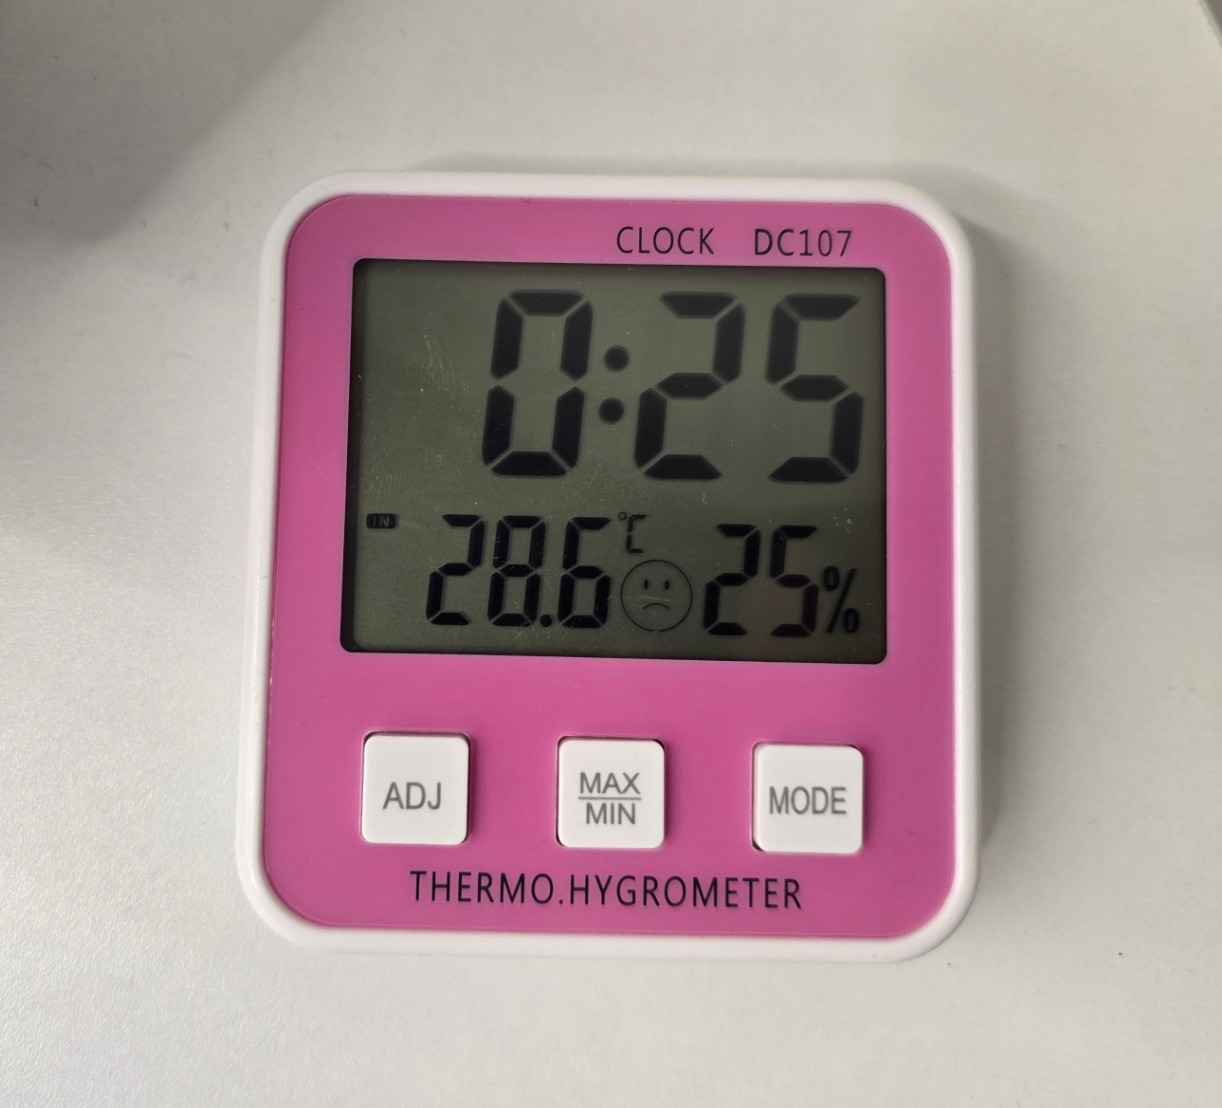 CLOCK DC107
0:25
IN 28.6 °C 25%
ADJ MAX MIN MODE
THERMO.HYGROMETER